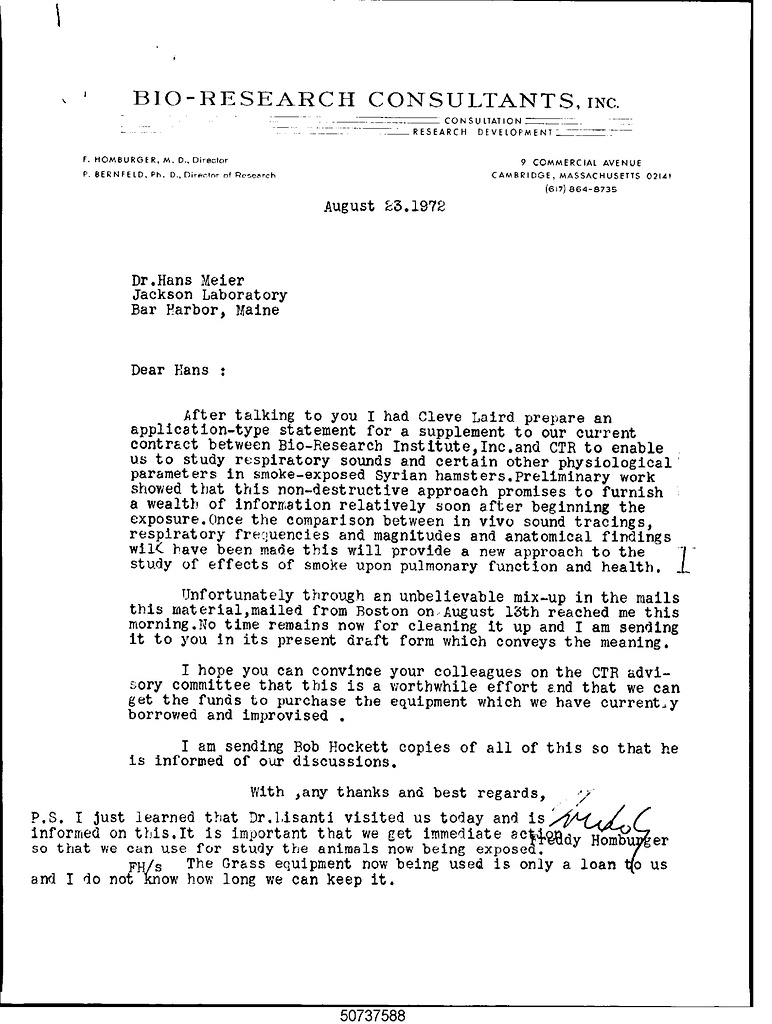 BIO-RESEARCH CONSULTANTS, INC.
CONSULTATION
RESEARCH DEVELOPMENT
F. HOMBURGER, M. D., Director
P. BERNFELD, Ph. D., Director of Research
9 COMMERCIAL AVENUE
CAMBRIDGE, MASSACHUSETTS 02141
(617) 864-8735
August 23.1972
Dr.Hans Meier
Jackson Laboratory
Bar Harbor, Maine
Dear Hans :
After talking to you I had Cleve Laird prepare an
application-type statement for a supplement to our current
contract between Bio-Research Institute,Inc.and CTR to enable
us to study respiratory sounds and certain other physiological
parameters in smoke-exposed Syrian hamsters.Preliminary work
showed that this non-destructive approach promises to furnish
a wealth of information relatively soon after beginning the
exposure.Once the comparison between in vivo sound tracings,
respiratory frequencies and magnitudes and anatomical findings
will have been made this will provide a new approach to the
study of effects of smoke upon pulmonary function and health.
Unfortunately through an unbelievable mix-up in the mails
this material,mailed from Boston on August 13th reached me this
morning.No time remains now for cleaning it up and I am sending
it to you in its present draft form which conveys the meaning.
I hope you can convince your colleagues on the CTR advi-
sory committee that this is a worthwhile effort and that we can
get the funds to purchase the equipment which we have currently
borrowed and improvised .
I am sending Bob Hockett copies of all of this so that he
is informed of our discussions.
With ,any thanks and best regards,
P.S. I just learned that Dr.Lisanti visited us today and is
informed on this.It is important that we get immediate action
Freddy Homburger
so that we can use for study the animals now being exposed.
FH/s The Grass equipment now being used is only a loan to us
and I do not know how long we can keep it.
50737588